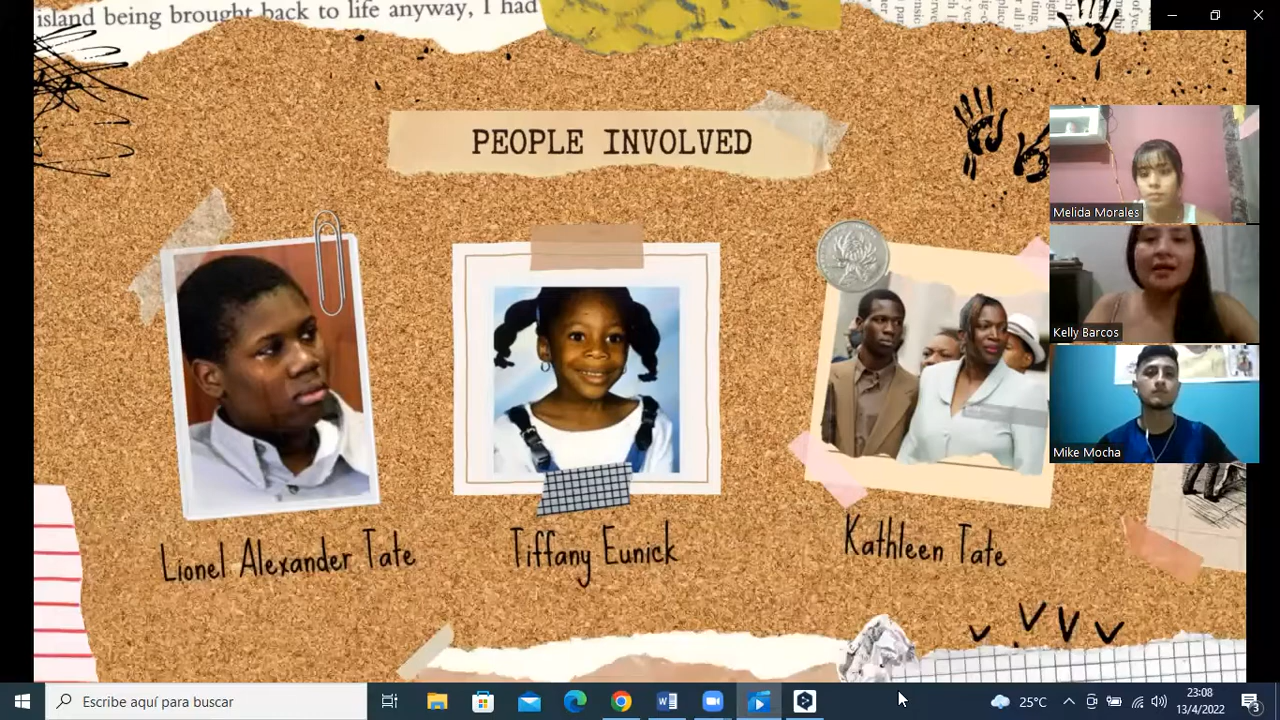 island being brought back to life anyway, I had
PEOPLE INVOLVED
Melida Morales
Kelly Barcos
Mike Mocha
Lionel Alexander Tate
Tiffany Eunick
Kathleen Tate
Escribe aquí para buscar
25°C
23:08
13/4/2022
3